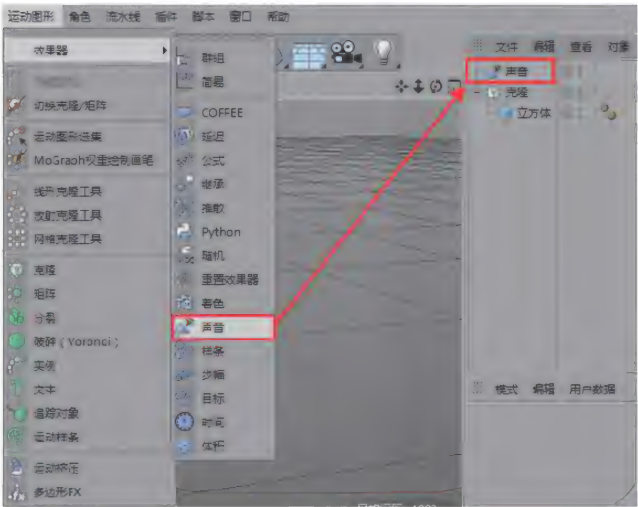 运动图形 角色 流水线 插件 脚本 窗口 帮助
效果器
切换克隆/矩阵
运动图形选集
MoGraph权重绘制画笔
线形克隆工具
放射克隆工具
网格克隆工具
克隆
矩阵
分裂
破碎 (Voronoi)
实例
文本
追踪对象
运动样条
运动挤压
多边形FX
群组
简易
COFFEE
延迟
公式
继承
推散
Python
随机
重置效果器
着色
声音
样条
步幅
目标
时间
体积
文件 编辑 查看 对象
声音
克隆
立方体
模式 编辑 用户数据